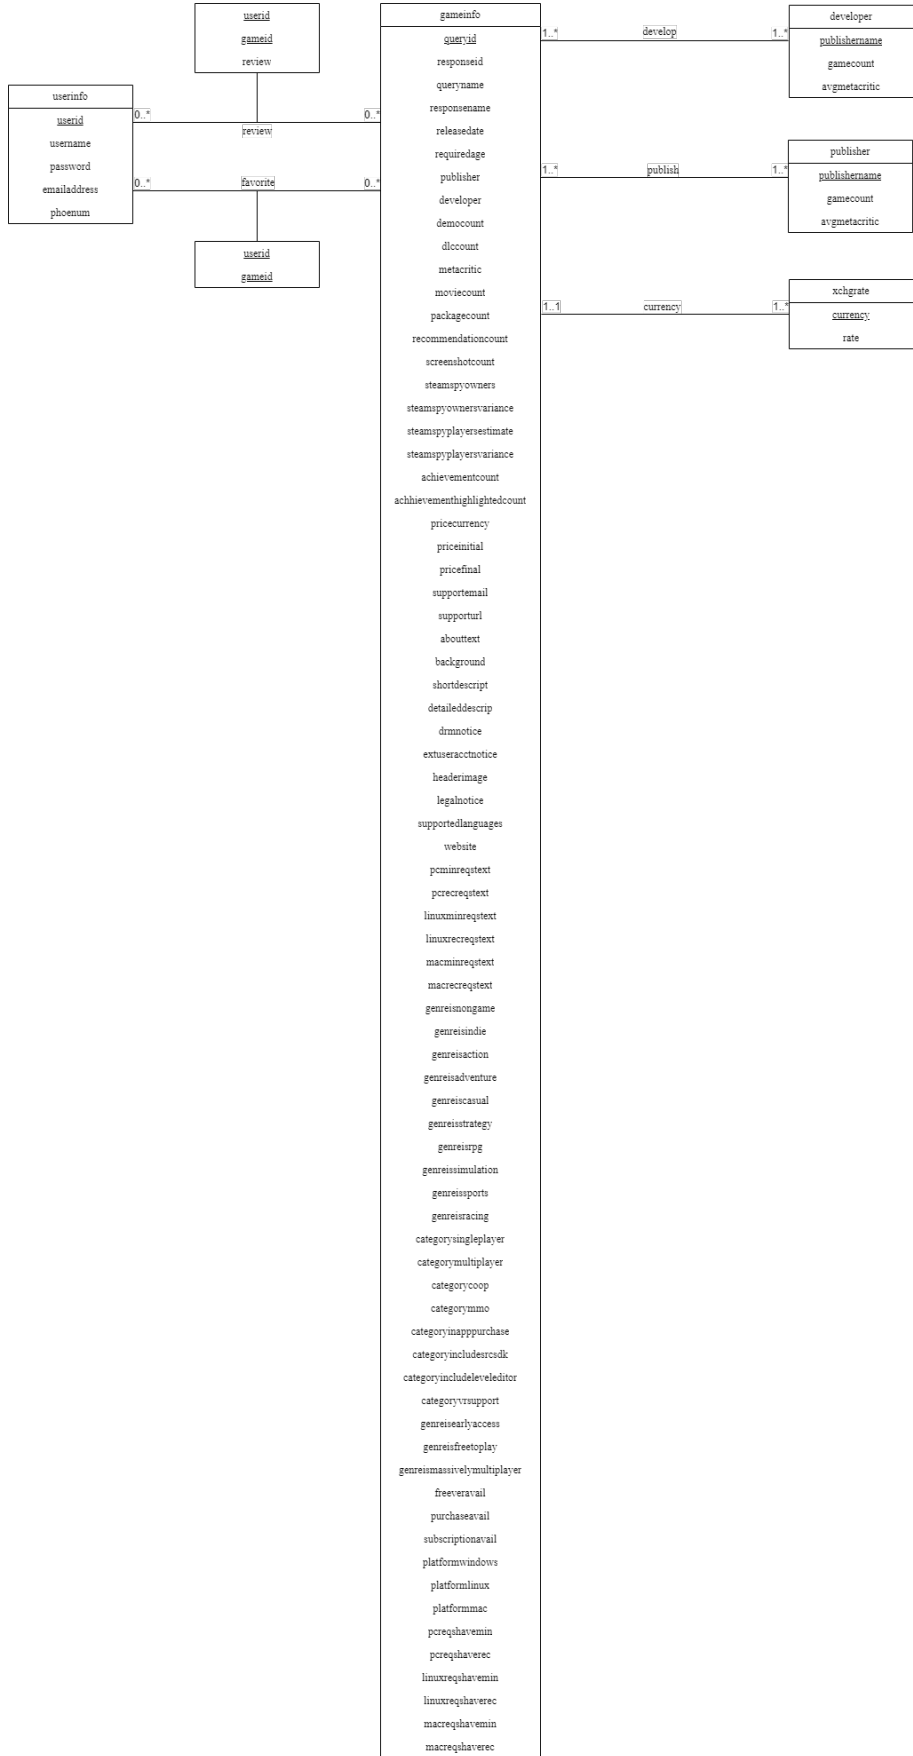 userid
gameid
review
userinfo
userid
username
password
emailaddress
phoenum
0..*
review
0..*
0..*
favorite
0..*
userid
gameid
gameinfo
queryid
responseid
queryname
responsename
releasedate
requiredage
publisher
developer
democount
dlccount
metacritic
moviecount
packagecount
recommendationcount
screenshotcount
steamspyowners
steamspyownersvariance
steamspyplayersestimate
steamspyplayersvariance
achievementcount
achhievementhighlightedcount
pricecurrency
priceinitial
pricefinal
supportemail
supporturl
abouttext
background
shortdescript
detaileddescrip
drmnotice
extuseracctnotice
headerimage
legalnotice
supportedlanguages
website
pcminreqstext
pcrecreqstext
linuxminreqstext
linuxrecreqstext
macminreqstext
macrecreqstext
genreisnongame
genreisindie
genreisaction
genreisadventure
genreiscasual
genreisstrategy
genreisrpg
genreissimulation
genreissports
genreisracing
categorysingleplayer
categorymultiplayer
categorycoop
categorymmo
categoryinapppurchase
categoryincludesrcsdk
categoryincludeleveleditor
categoryvrsupport
genreisearlyaccess
genreisfreetoplay
genreismassivelymultiplayer
freeveravail
purchaseavail
subscriptionavail
platformwindows
platformlinux
platformmac
pcreqshavemin
pcreqshaverec
linuxreqshavemin
linuxreqshaverec
macreqshavemin
macreqshaverec
1..*
develop
1..*
developer
publishername
gamecount
avgmetacritic
1..*
publish
1..*
publisher
publishername
gamecount
avgmetacritic
1..1
currency
1..*
xchgrate
currency
rate